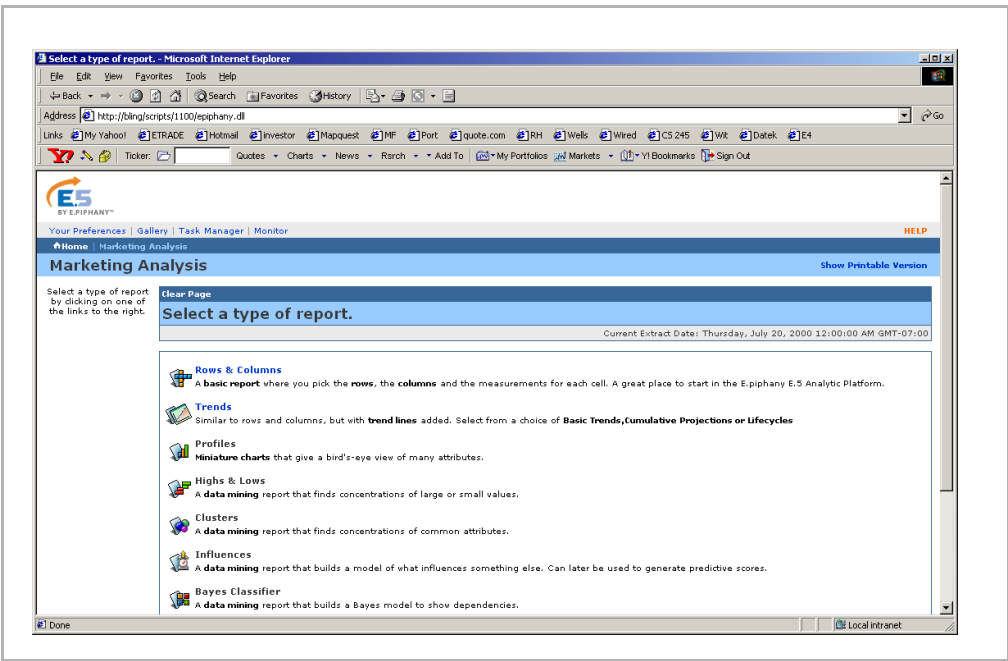 Select a type of report. - Microsoft Internet Explorer
File Edit View Favorites Tools Help
Back Search Favorites History
Address http://bling/scripts/1100/epiphany.dll Go
Links My Yahoo! ETRADE Hotmail investor Mapquest MF Port quote.com RH Wells Wired CS 245 Wit Datek E4
Y! Ticker: Quotes Charts News Rsrch Add To My Portfolios Markets Y! Bookmarks Sign Out
E.5
BY E.PIPHANY™
Your Preferences | Gallery | Task Manager | Monitor HELP
Home | Marketing Analysis
Marketing Analysis Show Printable Version
Select a type of report
by clicking on one of
the links to the right.
Clear Page
Select a type of report.
Current Extract Date: Thursday, July 20, 2000 12:00:00 AM GMT-07:00
Rows & Columns
A basic report where you pick the rows, the columns and the measurements for each cell. A great place to start in the E.piphany E.5 Analytic Platform.
Trends
Similar to rows and columns, but with trend lines added. Select from a choice of Basic Trends,Cumulative Projections or Lifecycles
Profiles
Miniature charts that give a bird's-eye view of many attributes.
Highs & Lows
A data mining report that finds concentrations of large or small values.
Clusters
A data mining report that finds concentrations of common attributes.
Influences
A data mining report that builds a model of what influences something else. Can later be used to generate predictive scores.
Bayes Classifier
A data mining report that builds a Bayes model to show dependencies.
Done Local intranet